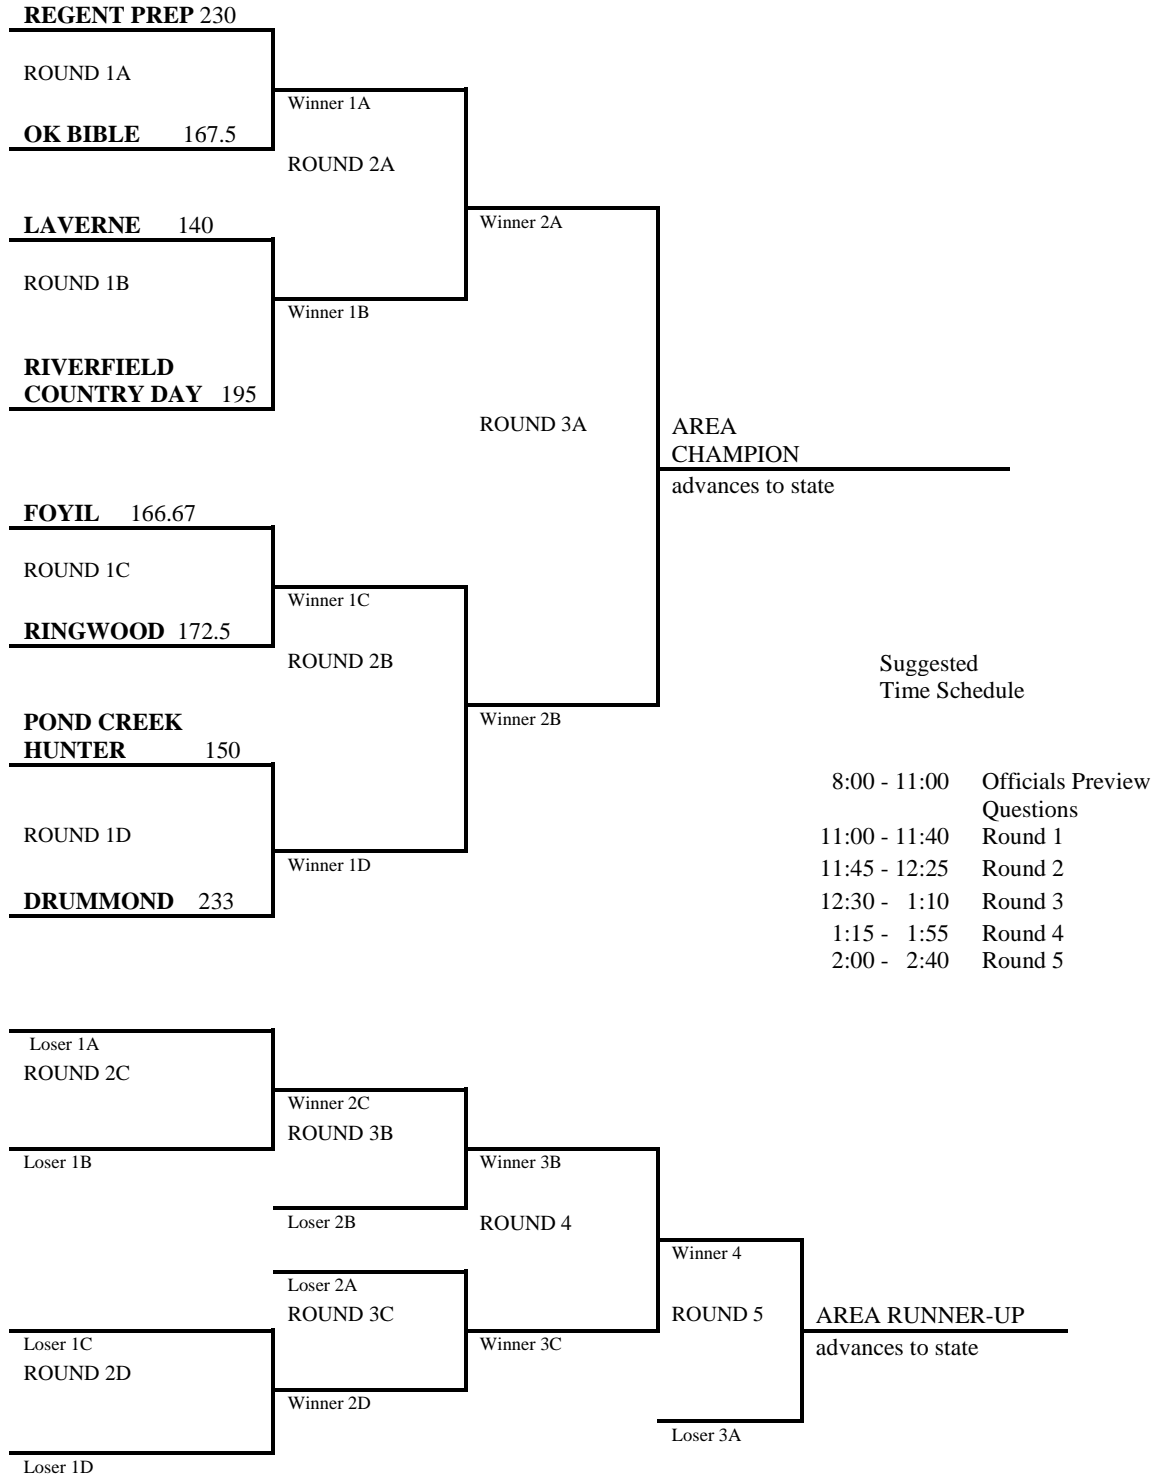 REGENT PREP 230
ROUND 1A
Winner 1A
OK BIBLE 167.5
ROUND 2A
LAVERNE 140
Winner 2A
ROUND 1B
Winner 1B
RIVERFIELD
COUNTRY DAY 195
ROUND 3A
AREA
CHAMPION
advances to state
FOYIL 166.67
ROUND 1C
Winner 1C
RINGWOOD 172.5
ROUND 2B
Suggested
Time Schedule
POND CREEK
HUNTER 150
Winner 2B
8:00 - 11:00 Officials Preview
Questions
ROUND 1D
11:00 - 11:40 Round 1
Winner 1D
11:45 - 12:25 Round 2
DRUMMOND 233
12:30 - 1:10 Round 3
1:15 - 1:55 Round 4
2:00 - 2:40 Round 5
Loser 1A
ROUND 2C
Winner 2C
ROUND 3B
Loser 1B
Winner 3B
Loser 2B
ROUND 4
Winner 4
Loser 2A
ROUND 3C
ROUND 5
AREA RUNNER-UP
Loser 1C
Winner 3C
advances to state
ROUND 2D
Winner 2D
Loser 3A
Loser 1D